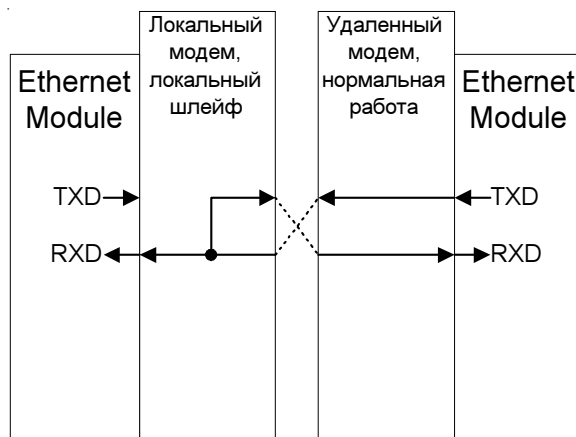 Локальный
модем,
локальный
шлейф
Удаленный
модем,
нормальная
работа
Ethernet
Module
Ethernet
Module
TXD
TXD
RXD
RXD